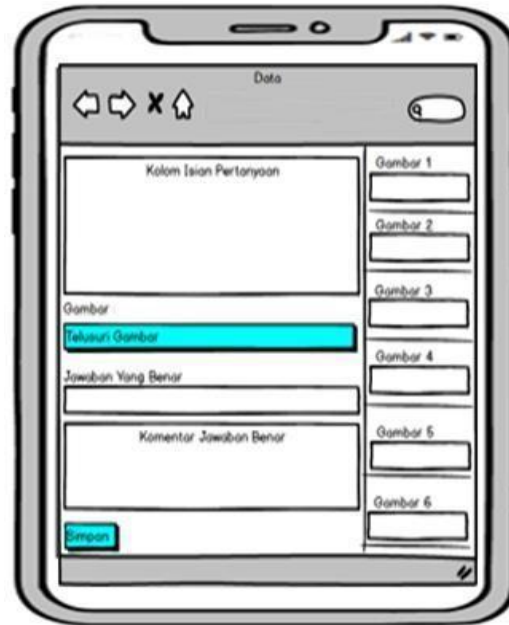 Data
Kolom Isian Pertanyaan
Gambar
Telusuri Gambar
Jawaban Yang Benar
Komentar Jawaban Benar
Simpan
Gambar 1
Gambar 2
Gambar 3
Gambar 4
Gambar 5
Gambar 6